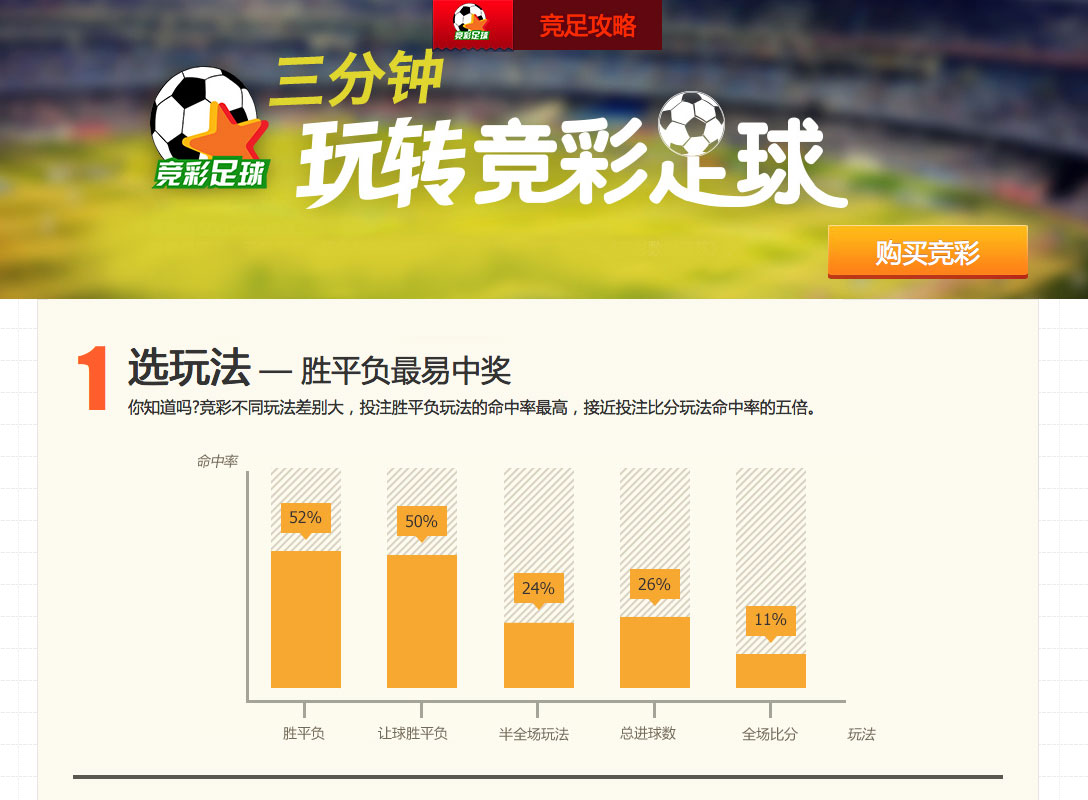 竞彩足球
竞足攻略
三分钟
竞彩足球
玩转竞彩足球
购买竞彩
1
选玩法 — 胜平负最易中奖
你知道吗?竞彩不同玩法差别大，投注胜平负玩法的命中率最高，接近投注比分玩法命中率的五倍。
命中率
52%
50%
24%
26%
11%
胜平负
让球胜平负
半全场玩法
总进球数
全场比分
玩法